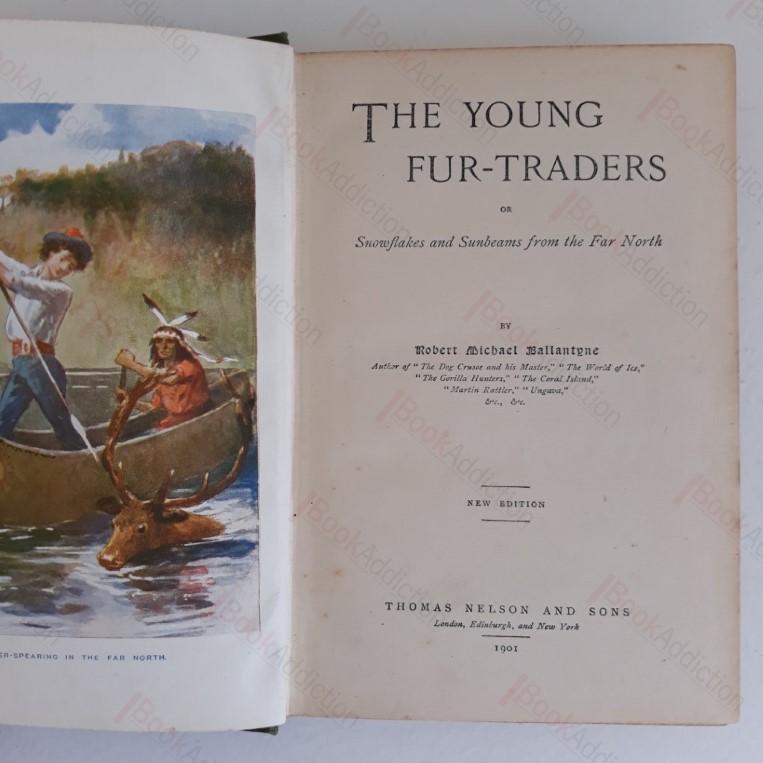 THE YOUNG
FUR-TRADERS
OR
Snowflakes and Sunbeams from the Far North
BY
Robert Michael Ballantyne
Author of "The Dog Crusoe and his Master," "The World of Ice,"
"The Gorilla Hunters," "The Coral Island,"
"Martin Rattler," "Ungava,"
&c., &c.
NEW EDITION
THOMAS NELSON AND SONS
London, Edinburgh, and New York
1901
ER-SPEARING IN THE FAR NORTH.
BookAddiction